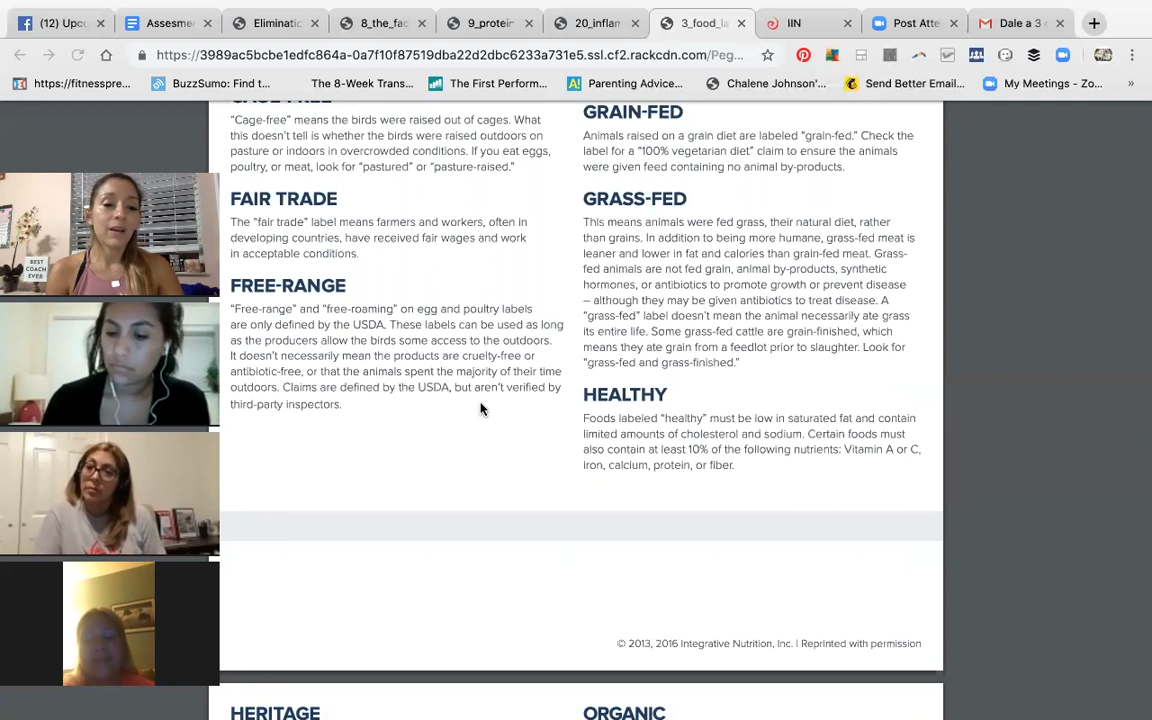 (12) Upco
Assessme
Eliminatio
8_the_fac
9_protein
20_inflam
3_food_la
IIN
Post Atte
Dale a 3
https://3989ac5bcbe1edfc864-0a7f10f87519dba22d2dbc6233a731e5.ssl.cf2.rackcdn.com/Peg...
https://fitnesspre...
BuzzSumo: Find t...
The 8-Week Trans...
The First Perform...
Parenting Advice...
Chalene Johnson'...
Send Better Email...
My Meetings - Zo...
CAGE-FREE
"Cage-free" means the birds were raised out of cages. What
this doesn't tell is whether the birds were raised outdoors on
pasture or indoors in overcrowded conditions. If you eat eggs,
poultry, or meat, look for "pastured" or "pasture-raised."
FAIR TRADE
The "fair trade" label means farmers and workers, often in
developing countries, have received fair wages and work
in acceptable conditions.
FREE-RANGE
"Free-range" and "free-roaming" on egg and poultry labels
are only defined by the USDA. These labels can be used as long
as the producers allow the birds some access to the outdoors.
It doesn't necessarily mean the products are cruelty-free or
antibiotic-free, or that the animals spent the majority of their time
outdoors. Claims are defined by the USDA, but aren't verified by
third-party inspectors.
GRAIN-FED
Animals raised on a grain diet are labeled "grain-fed." Check the
label for a "100% vegetarian diet" claim to ensure the animals
were given feed containing no animal by-products.
GRASS-FED
This means animals were fed grass, their natural diet, rather
than grains. In addition to being more humane, grass-fed meat is
leaner and lower in fat and calories than grain-fed meat. Grass-
fed animals are not fed grain, animal by-products, synthetic
hormones, or antibiotics to promote growth or prevent disease
– although they may be given antibiotics to treat disease. A
"grass-fed" label doesn't mean the animal necessarily ate grass
its entire life. Some grass-fed cattle are grain-finished, which
means they ate grain from a feedlot prior to slaughter. Look for
"grass-fed and grass-finished."
HEALTHY
Foods labeled "healthy" must be low in saturated fat and contain
limited amounts of cholesterol and sodium. Certain foods must
also contain at least 10% of the following nutrients: Vitamin A or C,
iron, calcium, protein, or fiber.
© 2013, 2016 Integrative Nutrition, Inc. | Reprinted with permission
HERITAGE
ORGANIC
BEST
COACH
EVER